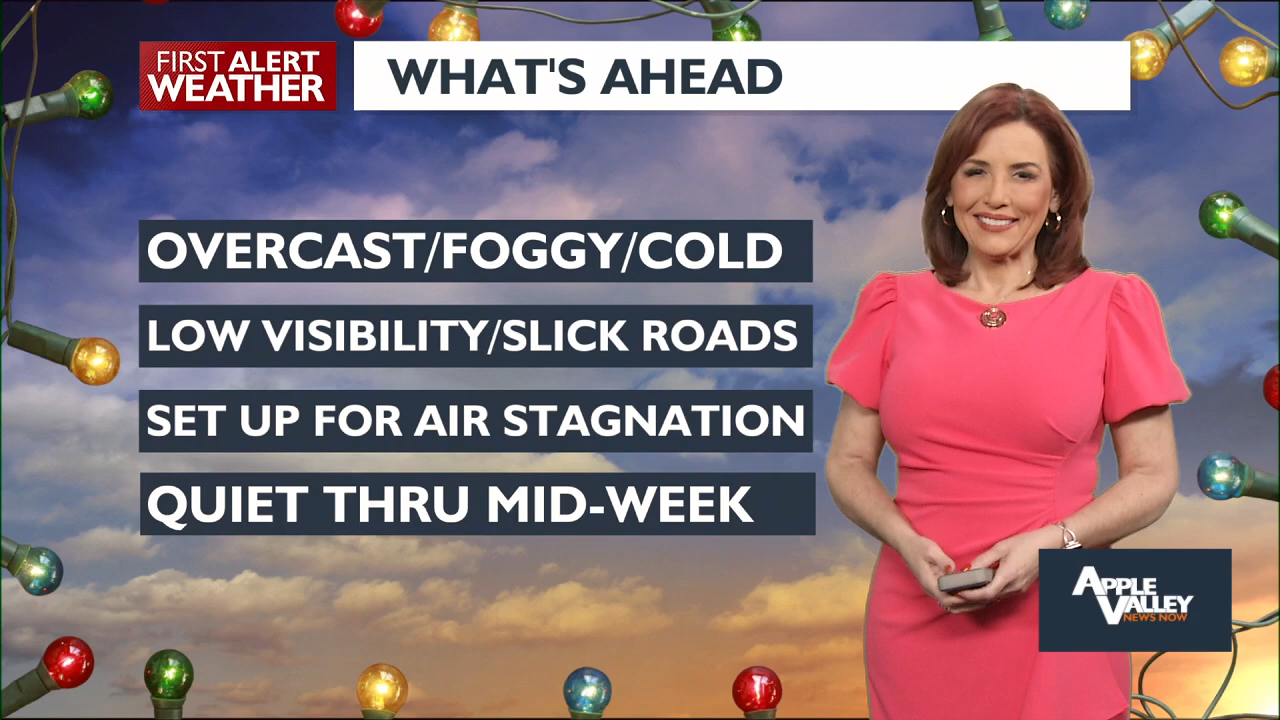 FIRST ALERT
WEATHER
WHAT'S AHEAD
OVERCAST/FOGGY/COLD
LOW VISIBILITY/SLICK ROADS
SET UP FOR AIR STAGNATION
QUIET THRU MID-WEEK
APPLE
VALLEY
NEWS NOW